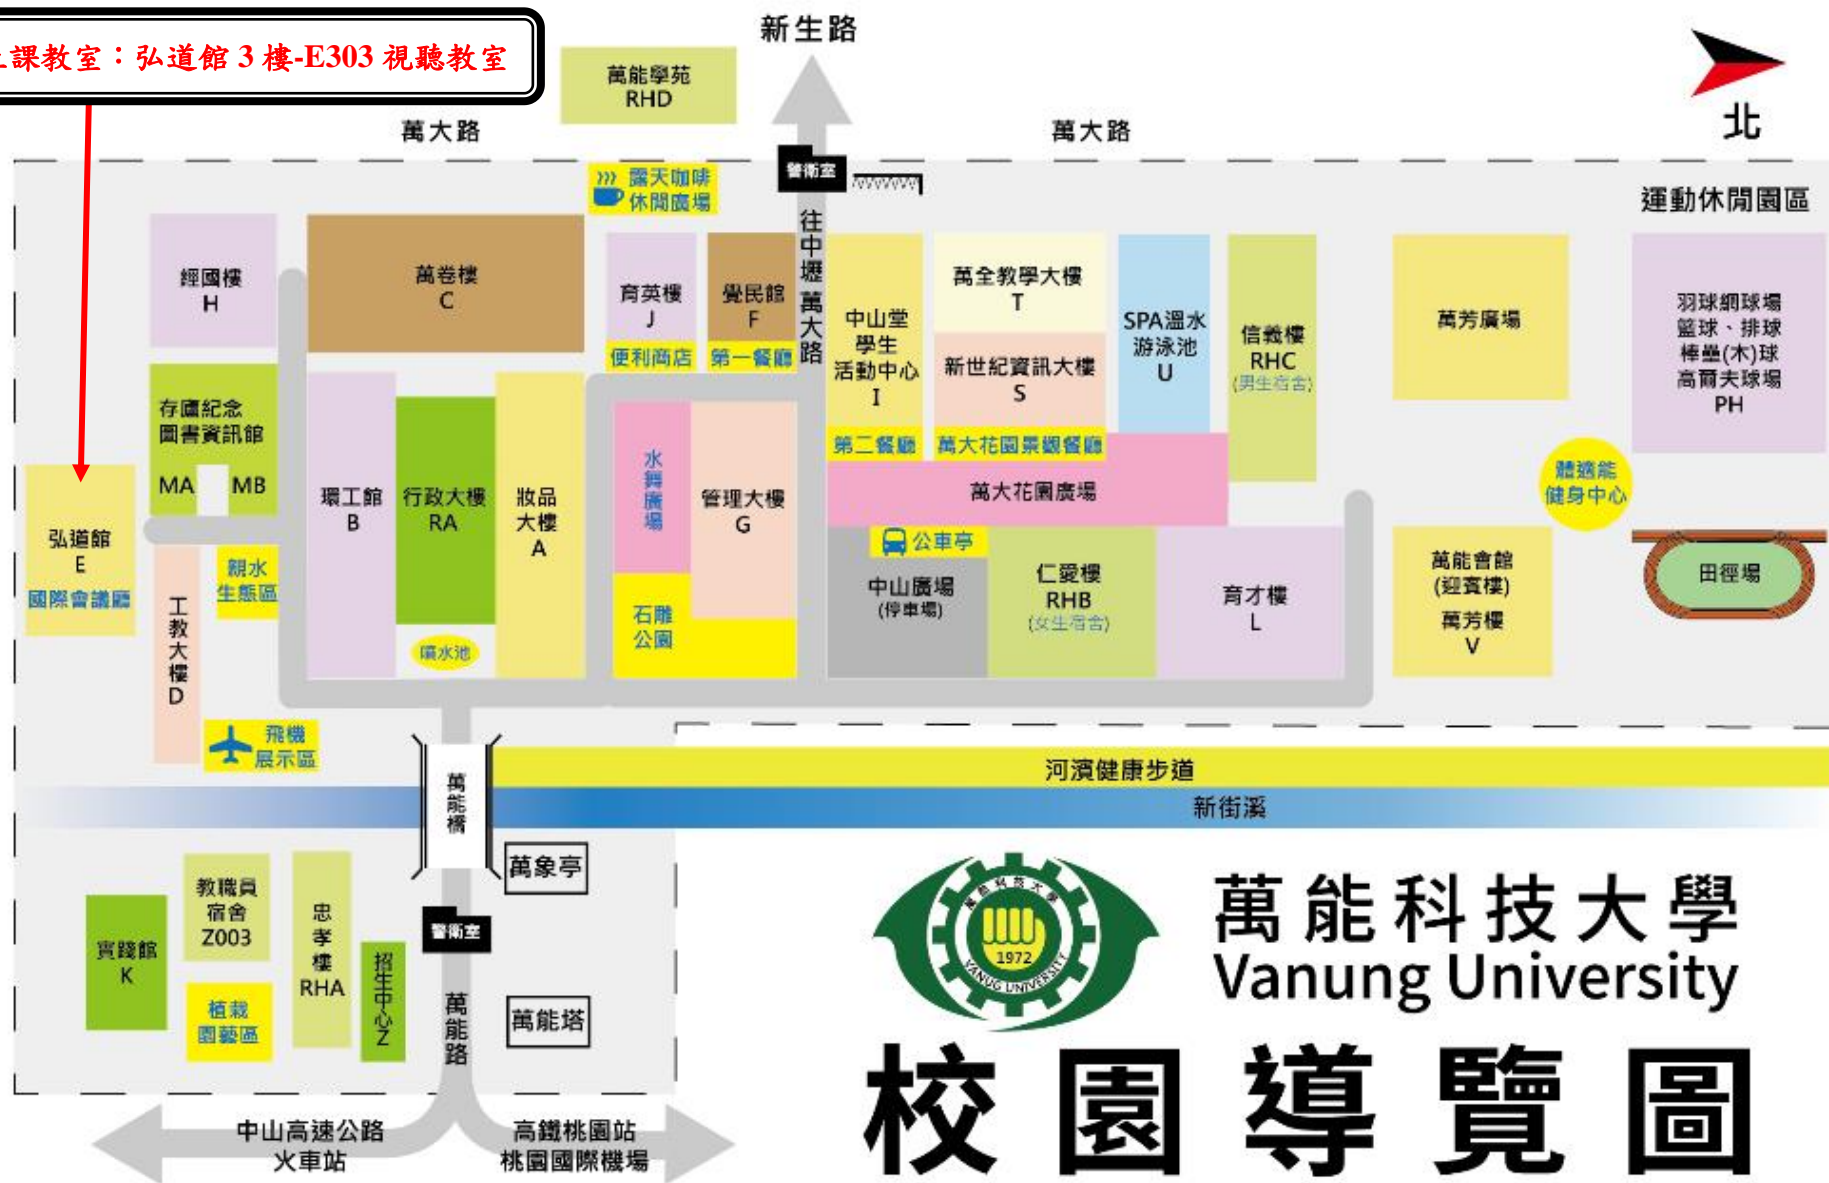 上課教室：弘道館 3 樓-E303 視聽教室
新生路
萬能學苑
RHD
萬大路
萬大路
北
警衛室
露天咖啡
休閒廣場
運動休閒園區
往中壢 萬大路
經國樓
H
萬卷樓
C
育英樓
J
便利商店
覺民館
F
第一餐廳
中山堂
學生
活動中心
I
第二餐廳
萬全教學大樓
T
新世紀資訊大樓
S
萬大花園景觀餐廳
SPA溫水
游泳池
U
信義樓
RHC
(男生宿舍)
萬芳廣場
羽球網球場
籃球、排球
棒壘(木)球
高爾夫球場
PH
存廬紀念
圖書資訊館
MA
MB
環工館
B
行政大樓
RA
妝品
大樓
A
水舞廣場
管理大樓
G
萬大花園廣場
體適能
健身中心
弘道館
E
國際會議廳
親水
生態區
工教大樓D
噴水池
石雕
公園
公車亭
中山廣場
(停車場)
仁愛樓
RHB
(女生宿舍)
育才樓
L
萬能會館
(迎賓樓)
萬芳樓
V
田徑場
飛機
展示區
萬能橋
河濱健康步道
新街溪
萬象亭
教職員
宿舍
Z003
忠孝樓
RHA
實踐館
K
植栽
園藝區
招生中心Z
警衛室
萬能路
萬能塔
萬能科技大學
1972
VANUG UNIVERSITY
萬能科技大學
Vanung University
校園導覽圖
中山高速公路
火車站
高鐵桃園站
桃園國際機場